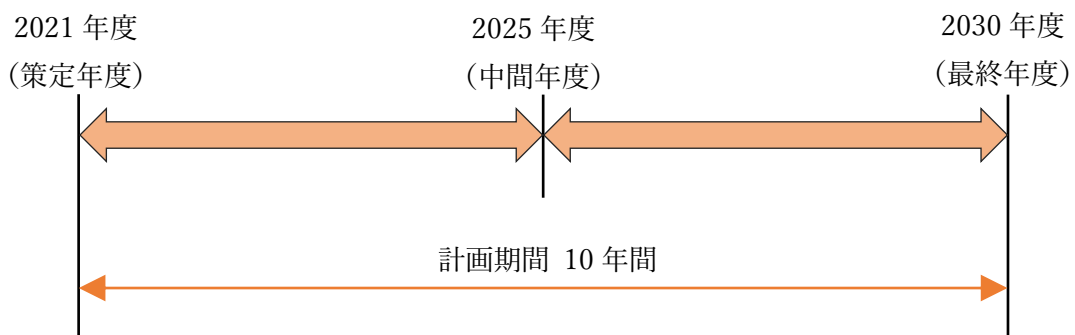 2021 年度
(策定年度)
2025 年度
(中間年度)
2030 年度
(最終年度)
計画期間 10 年間